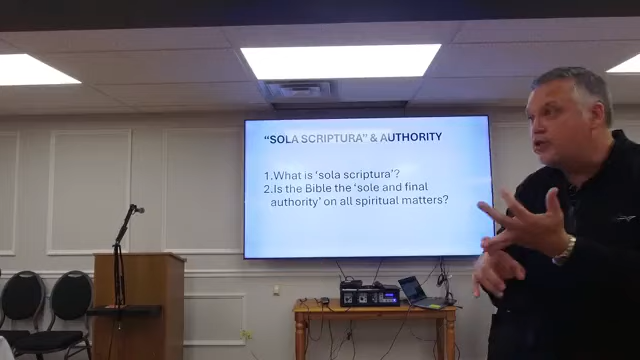 "SOLA SCRIPTURA" & AUTHORITY
1.What is 'sola scriptura'?
2.Is the Bible the 'sole and final
authority' on all spiritual matters?